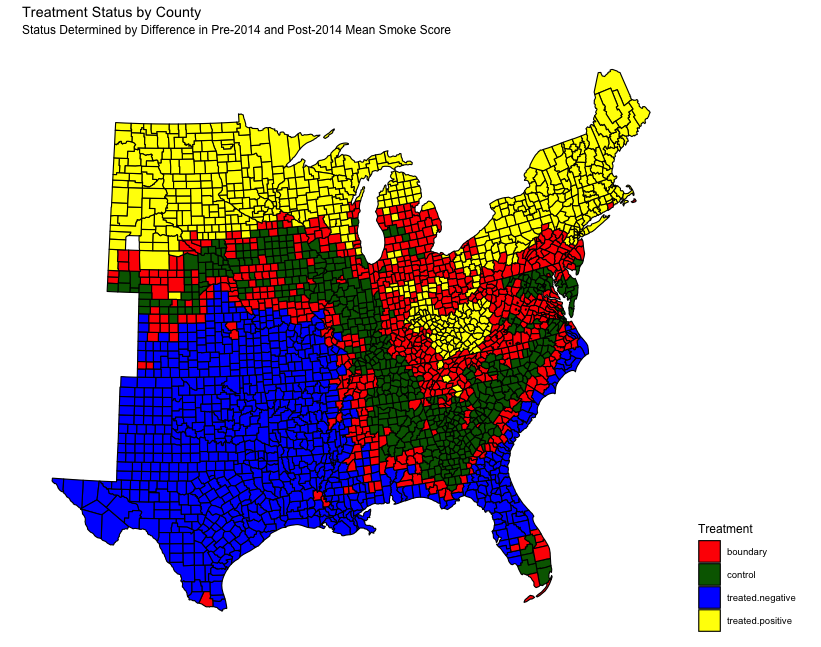 Treatment Status by County
Status Determined by Difference in Pre-2014 and Post-2014 Mean Smoke Score
Treatment
boundary
control
treated.negative
treated.positive